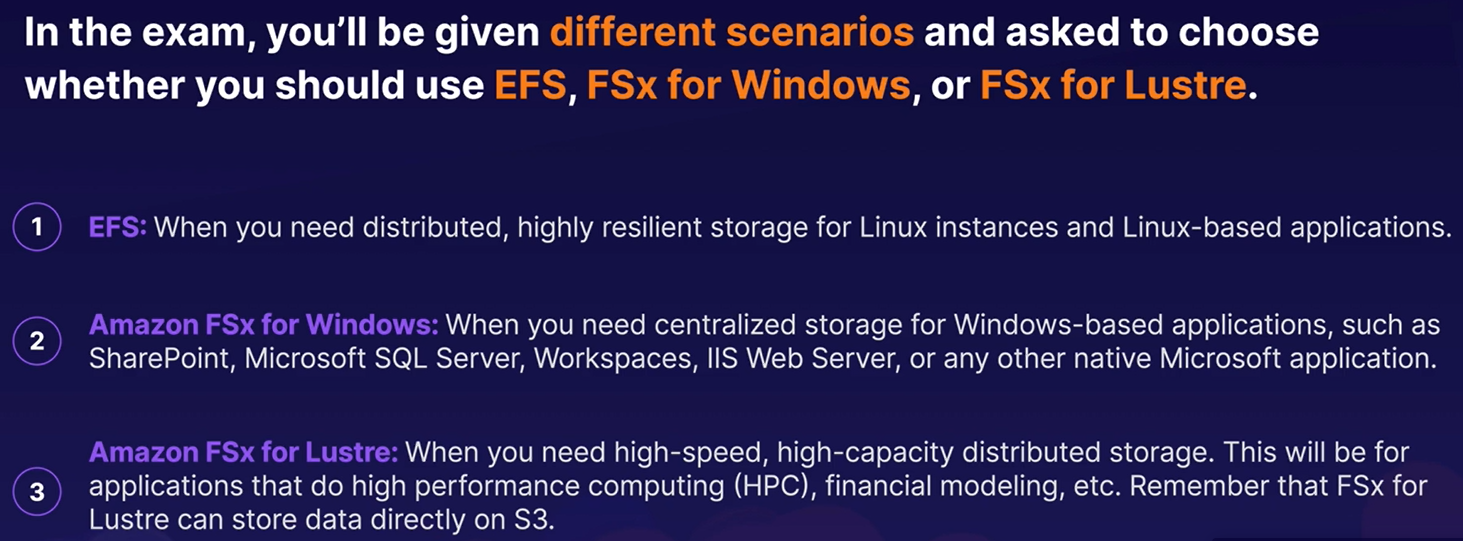 In the exam, you'll be given different scenarios and asked to choose
whether you should use EFS, FSx for Windows, or FSx for Lustre.
1 EFS: When you need distributed, highly resilient storage for Linux instances and Linux-based applications.
2 Amazon FSx for Windows: When you need centralized storage for Windows-based applications, such as
SharePoint, Microsoft SQL Server, Workspaces, IIS Web Server, or any other native Microsoft application.
3 Amazon FSx for Lustre: When you need high-speed, high-capacity distributed storage. This will be for
applications that do high performance computing (HPC), financial modeling, etc. Remember that FSx for
Lustre can store data directly on S3.